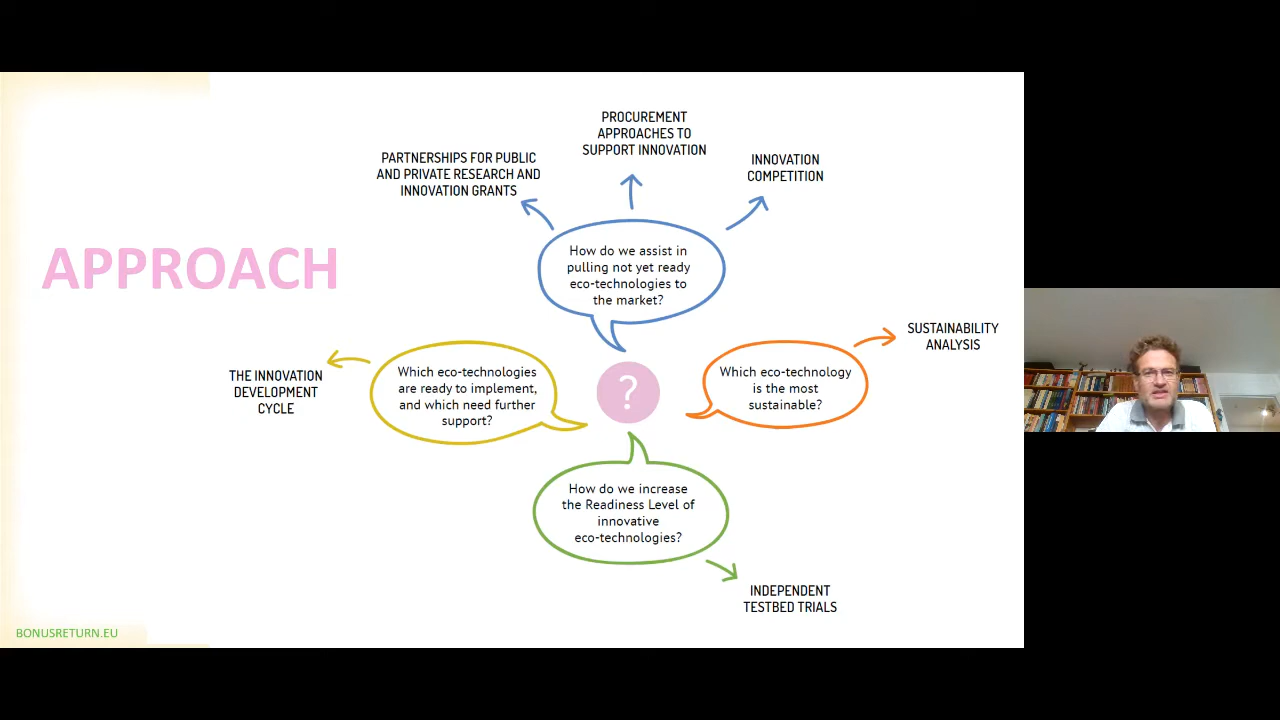 PROCUREMENT
APPROACHES TO
SUPPORT INNOVATION
PARTNERSHIPS FOR PUBLIC
AND PRIVATE RESEARCH AND
INNOVATION GRANTS
INNOVATION
COMPETITION
APPROACH
How do we assist in
pulling not yet ready
eco-technologies to
the market?
SUSTAINABILITY
ANALYSIS
THE INNOVATION
DEVELOPMENT
CYCLE
Which eco-technologies
are ready to implement,
and which need further
support?
?
Which eco-technology
is the most
sustainable?
How do we increase
the Readiness Level of
innovative
eco-technologies?
INDEPENDENT
TESTBED TRIALS
BONUSRETURN.EU